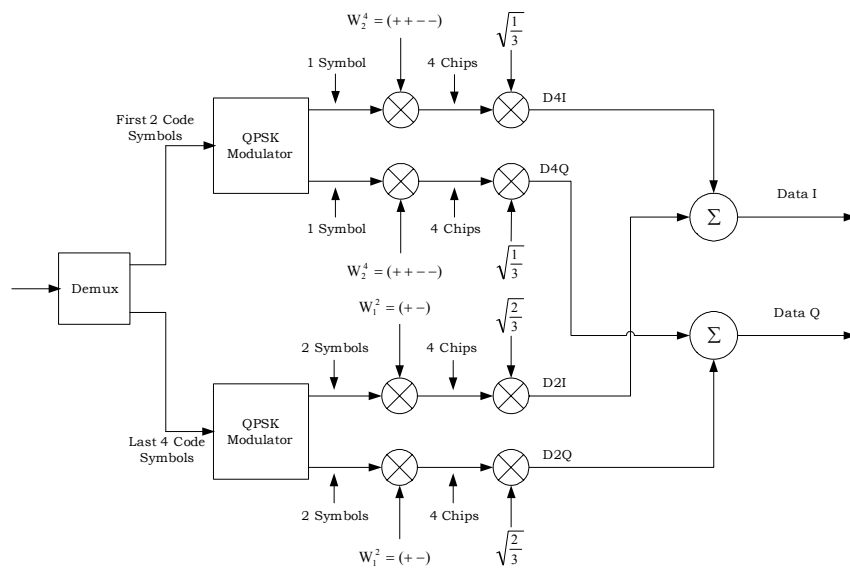 W₂⁴ = (+ + − −)
√(1/3)
1 Symbol
4 Chips
D4I
First 2 Code
Symbols
QPSK
Modulator
D4Q
Data I
Σ
1 Symbol
4 Chips
W₂⁴ = (+ + − −)
√(1/3)
Demux
W₁² = (+ −)
√(2/3)
Data Q
Σ
2 Symbols
4 Chips
D2I
QPSK
Modulator
Last 4 Code
Symbols
D2Q
2 Symbols
4 Chips
W₁² = (+ −)
√(2/3)